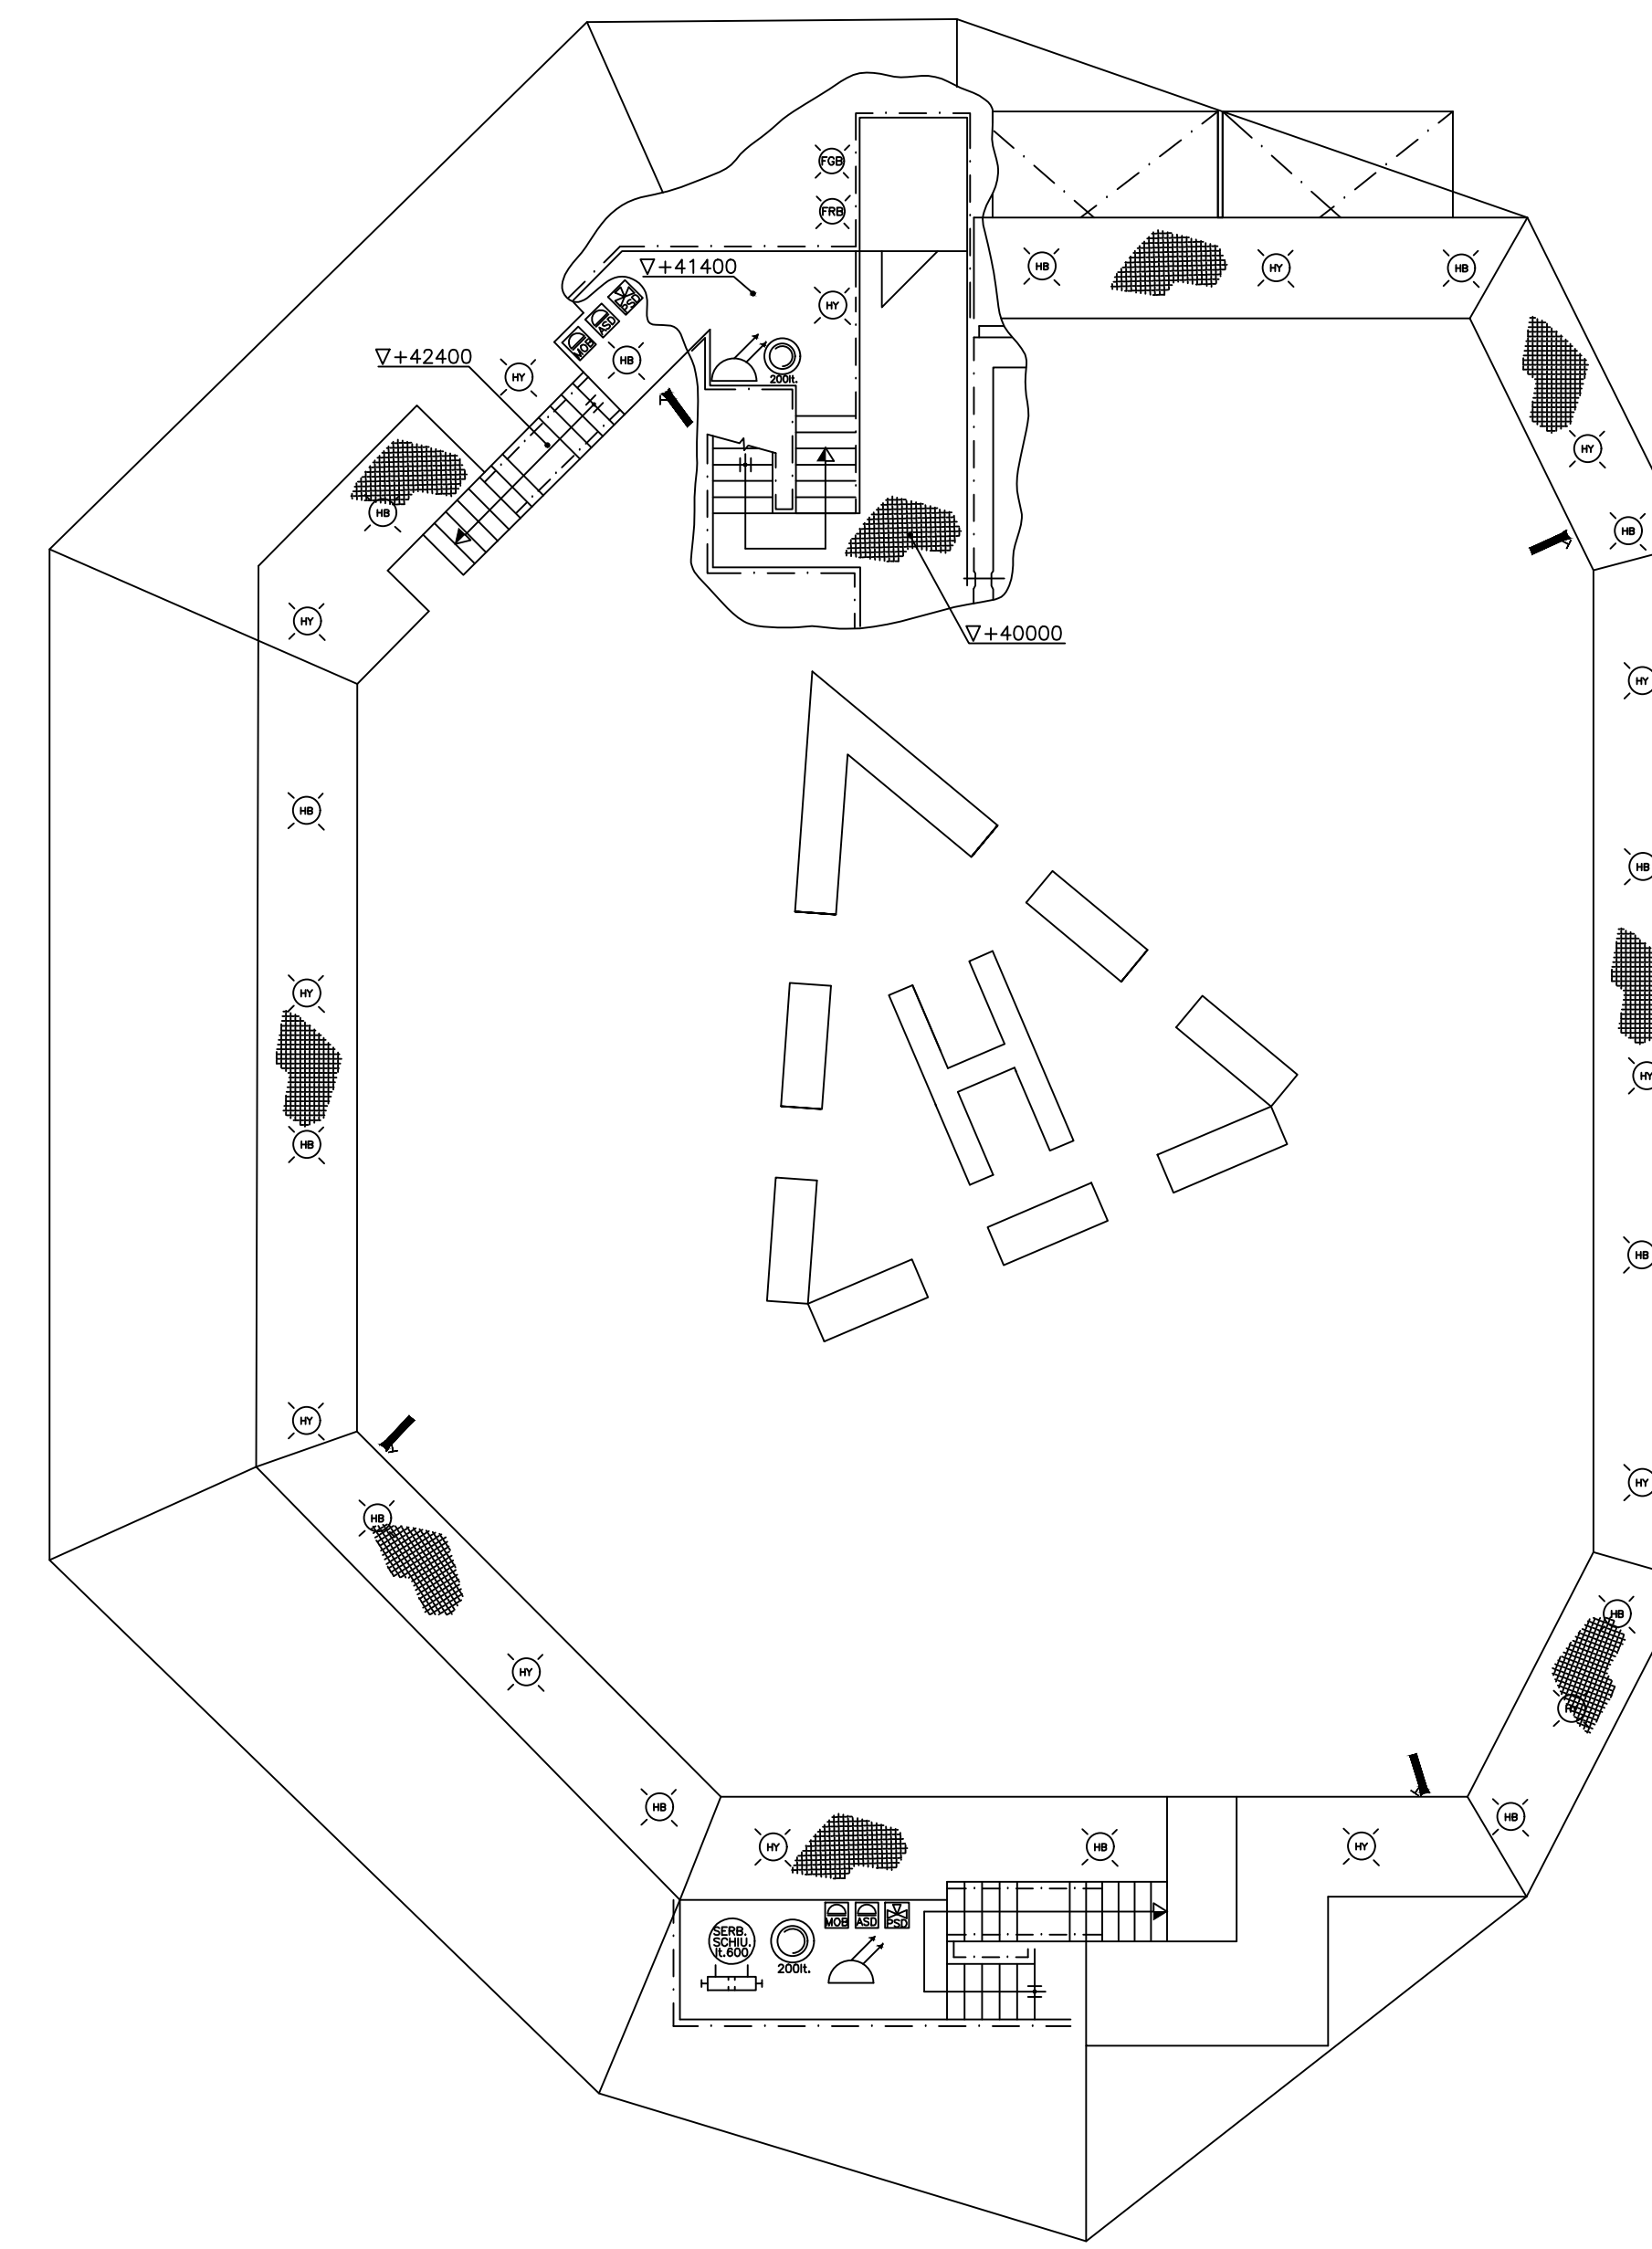 FGB
FRB
HB
HY
HB
▽+41400
HY
PSD
ASD
MOB
HB
▽+42400
HY
200lt.
HY
HB
HB
HY
▽+40000
HY
HB
HB
HY
HY
HB
HB
HY
HY
HB
HB
HY
HB
HB
HY
HB
HY
MOB
ASD
PSD
SERB.
SCHIU.
lt.600
200lt.
H